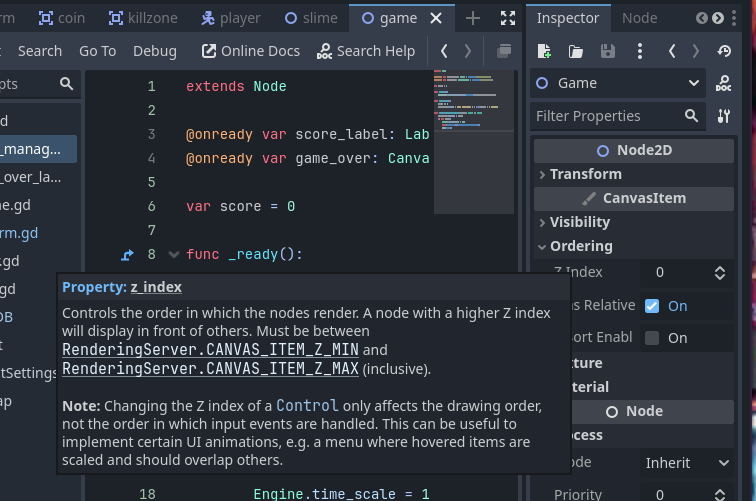 rm
coin
killzone
player
slime
game
Inspector
Node
t
Search
Go To
Debug
Online Docs
Search Help
pts
Game
Filter Properties
d
_manag...
_over_la...
ne.gd
rm.gd
r.gd
gd
DB
t
ctSettings
ap
1 extends Node
2
3 @onready var score_label: Lab
4 @onready var game_over: Canva
5
6 var score = 0
7
8 func _ready():
Node2D
Transform
CanvasItem
Visibility
Ordering
Z Index 0
as Relative On
Sort Enabl On
xture
Material
Node
ocess
ode Inherit
Priority 0
Property: z_index
Controls the order in which the nodes render. A node with a higher Z index
will display in front of others. Must be between
RenderingServer.CANVAS_ITEM_Z_MIN and
RenderingServer.CANVAS_ITEM_Z_MAX (inclusive).
Note: Changing the Z index of a Control only affects the drawing order,
not the order in which input events are handled. This can be useful to
implement certain UI animations, e.g. a menu where hovered items are
scaled and should overlap others.
18 Engine.time_scale = 1